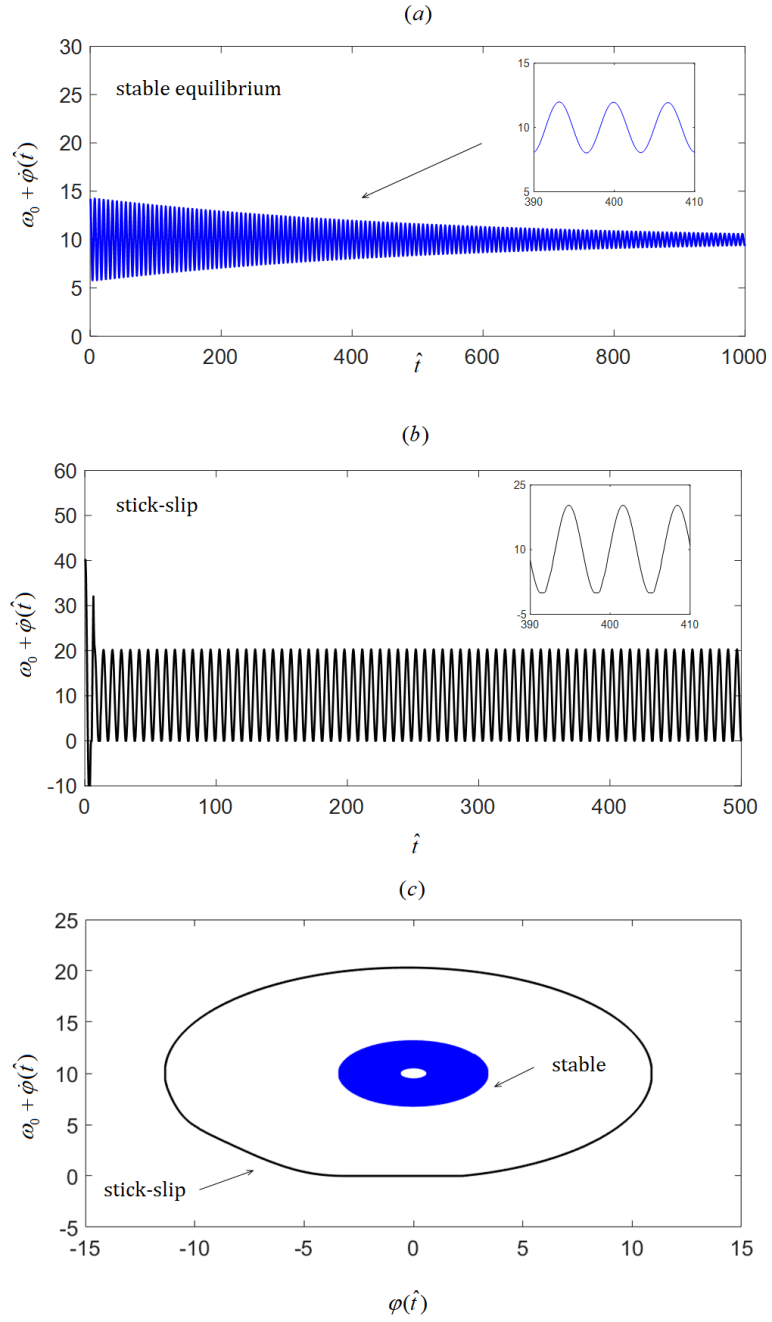 (a)
30
25
20
15
10
5
0
stable equilibrium
15
10
5
390 400 410
ω₀ + φ̇(t̂)
0 200 400 600 800 1000
t̂
(b)
60
50
40
30
20
10
0
-10
stick-slip
25
10
-5
390 400 410
ω₀ + φ̇(t̂)
0 100 200 300 400 500
t̂
(c)
25
20
15
10
5
0
-5
stable
stick-slip
ω₀ + φ̇(t̂)
-15 -10 -5 0 5 10 15
φ(t̂)